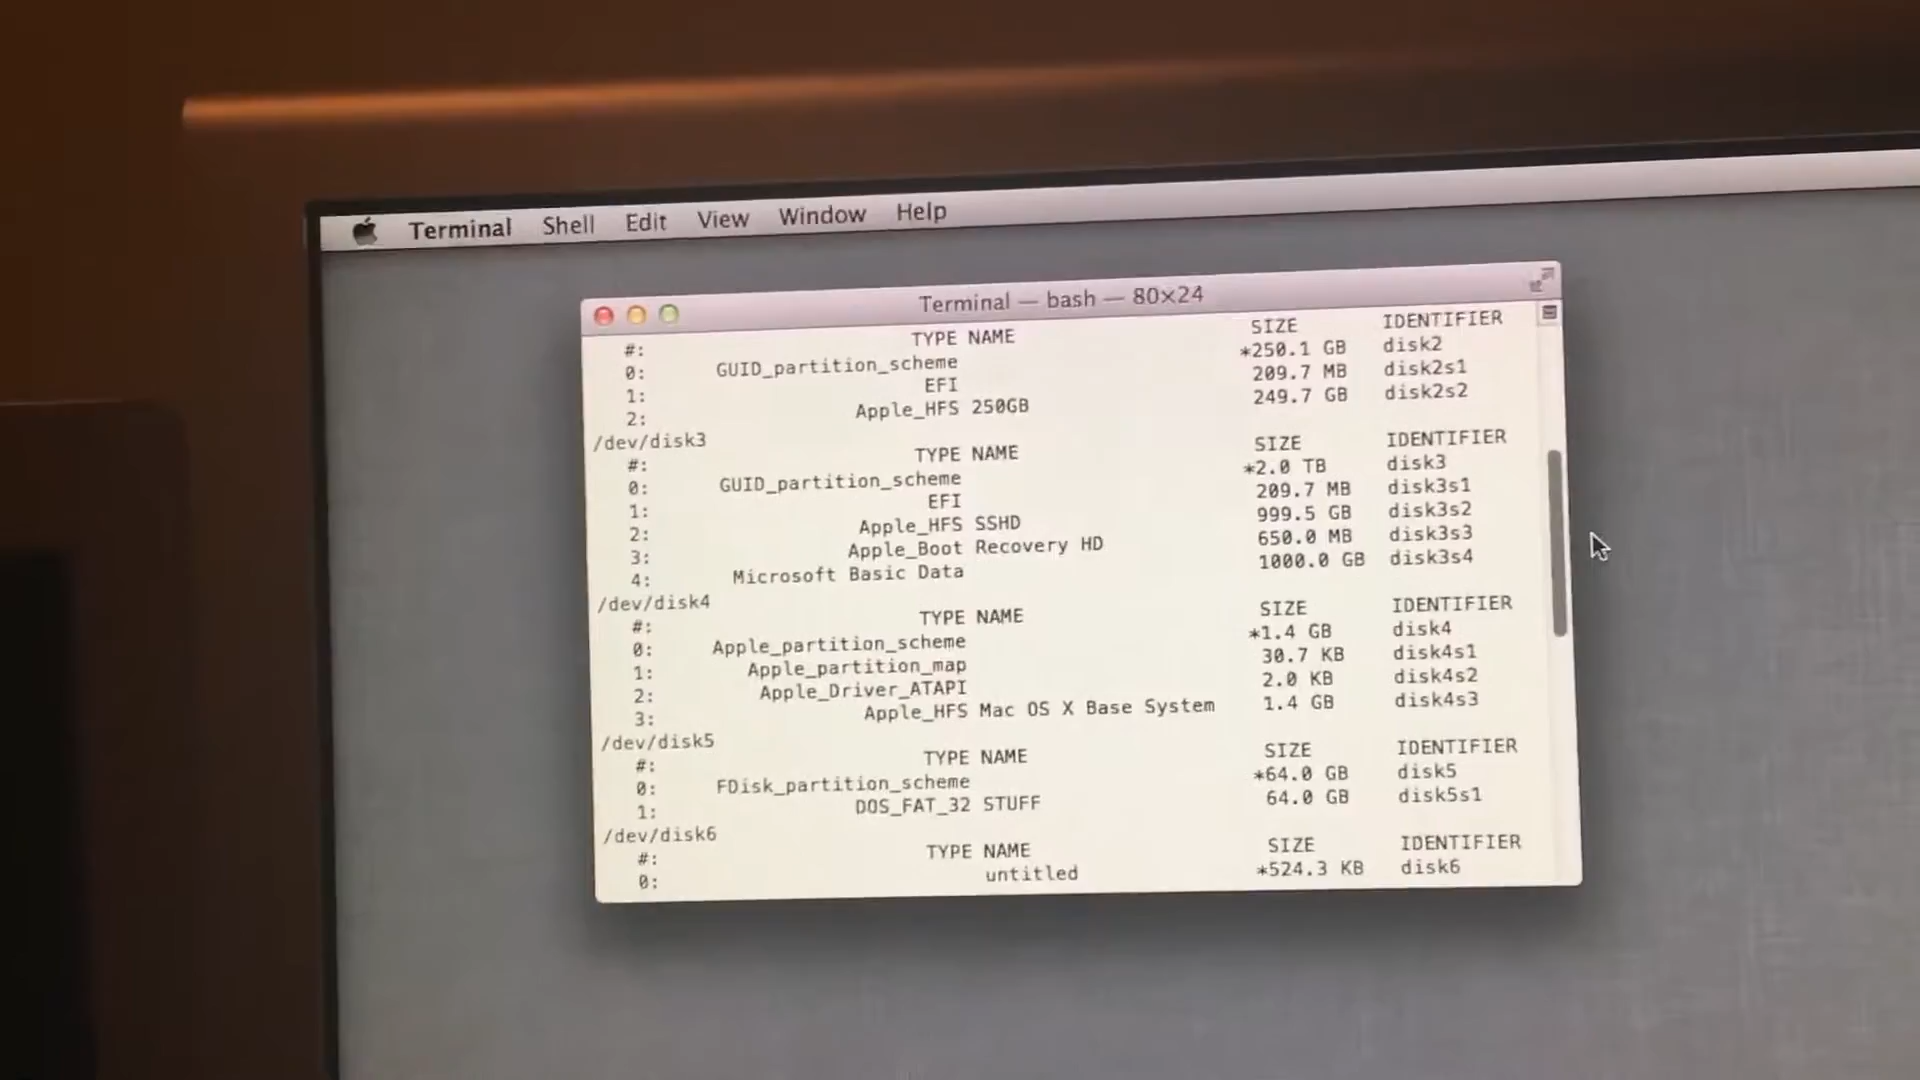 Terminal Shell Edit View Window Help
Terminal — bash — 80×24
#: TYPE NAME SIZE IDENTIFIER
0: GUID_partition_scheme *250.1 GB disk2
1: EFI 209.7 MB disk2s1
2: Apple_HFS 250GB 249.7 GB disk2s2
/dev/disk3
#: TYPE NAME SIZE IDENTIFIER
0: GUID_partition_scheme *2.0 TB disk3
1: EFI 209.7 MB disk3s1
2: Apple_HFS SSHD 999.5 GB disk3s2
3: Apple_Boot Recovery HD 650.0 MB disk3s3
4: Microsoft Basic Data 1000.0 GB disk3s4
/dev/disk4
#: TYPE NAME SIZE IDENTIFIER
0: Apple_partition_scheme *1.4 GB disk4
1: Apple_partition_map 30.7 KB disk4s1
2: Apple_Driver_ATAPI 2.0 KB disk4s2
3: Apple_HFS Mac OS X Base System 1.4 GB disk4s3
/dev/disk5
#: TYPE NAME SIZE IDENTIFIER
0: FDisk_partition_scheme *64.0 GB disk5
1: DOS_FAT_32 STUFF 64.0 GB disk5s1
/dev/disk6
#: TYPE NAME SIZE IDENTIFIER
0: untitled *524.3 KB disk6